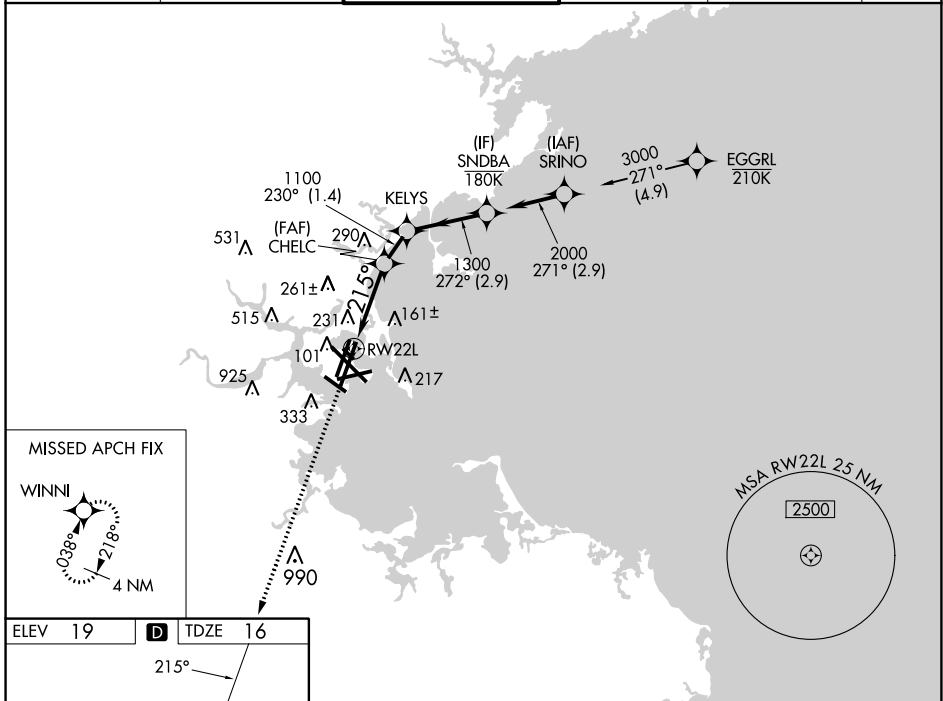 (IF)
SNDBA
180K
(IAF)
SRINO
3000
271°
(4.9)
EGGRL
210K
1100
230° (1.4)
KELYS
(FAF)
CHELC
1300
272° (2.9)
2000
271° (2.9)
531
290
261±
215°
515
231
161±
101
RW22L
925
217
333
990
MISSED APCH FIX
WINNI
038°
218°
4 NM
MSA RW22L 25 NM
2500
ELEV 19
D
TDZE 16
215°